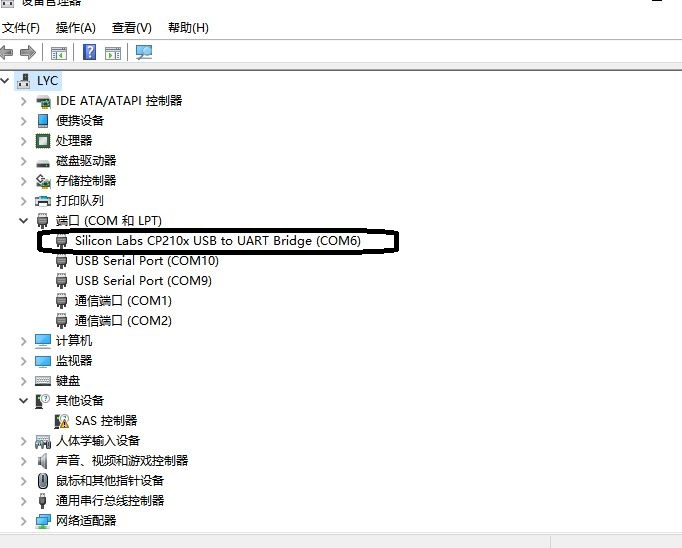 设备管理器
文件(F) 操作(A) 查看(V) 帮助(H)
LYC
IDE ATA/ATAPI 控制器
便携设备
处理器
磁盘驱动器
存储控制器
打印队列
端口 (COM 和 LPT)
Silicon Labs CP210x USB to UART Bridge (COM6)
USB Serial Port (COM10)
USB Serial Port (COM9)
通信端口 (COM1)
通信端口 (COM2)
计算机
监视器
键盘
其他设备
SAS 控制器
人体学输入设备
声音、视频和游戏控制器
鼠标和其他指针设备
通用串行总线控制器
网络适配器